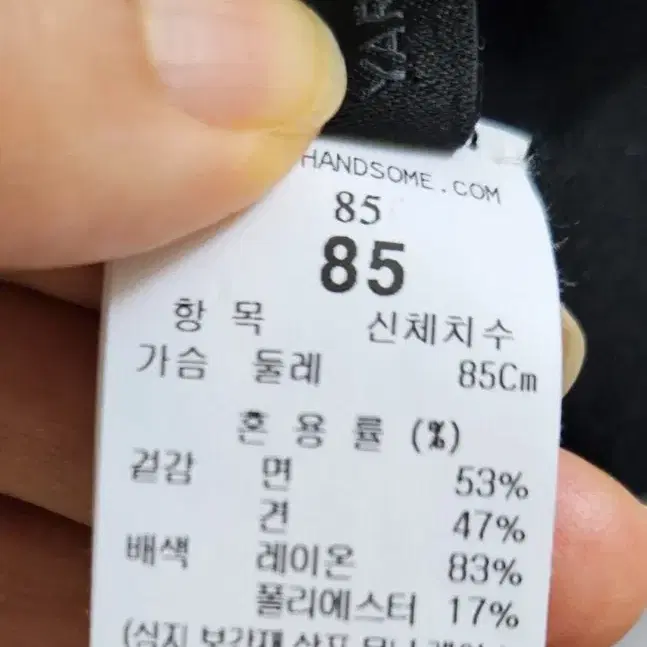 YAR
HANDSOME.COM
85
85
항 목 신체치수
가슴 둘레 85Cm
혼 용 률 (%)
겉감 면 53%
견 47%
배색 레이온 83%
폴리에스터 17%